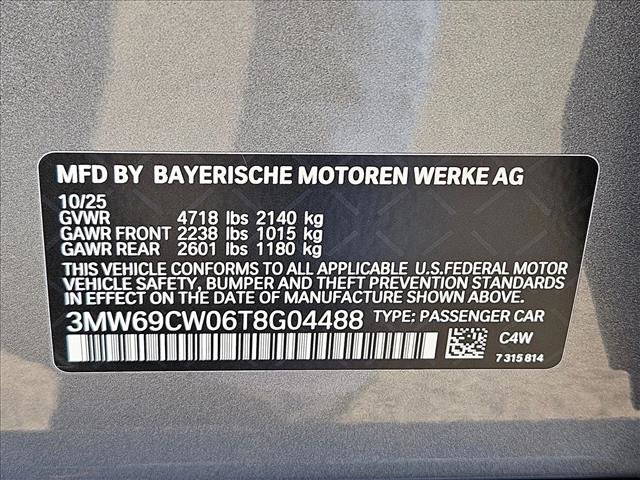 MFD BY BAYERISCHE MOTOREN WERKE AG
10/25
GVWR 4718 lbs 2140 kg
GAWR FRONT 2238 lbs 1015 kg
GAWR REAR 2601 lbs 1180 kg
THIS VEHICLE CONFORMS TO ALL APPLICABLE U.S.FEDERAL MOTOR
VEHICLE SAFETY, BUMPER AND THEFT PREVENTION STANDARDS
IN EFFECT ON THE DATE OF MANUFACTURE SHOWN ABOVE.
3MW69CW06T8G04488 TYPE: PASSENGER CAR
C4W
7 315 814